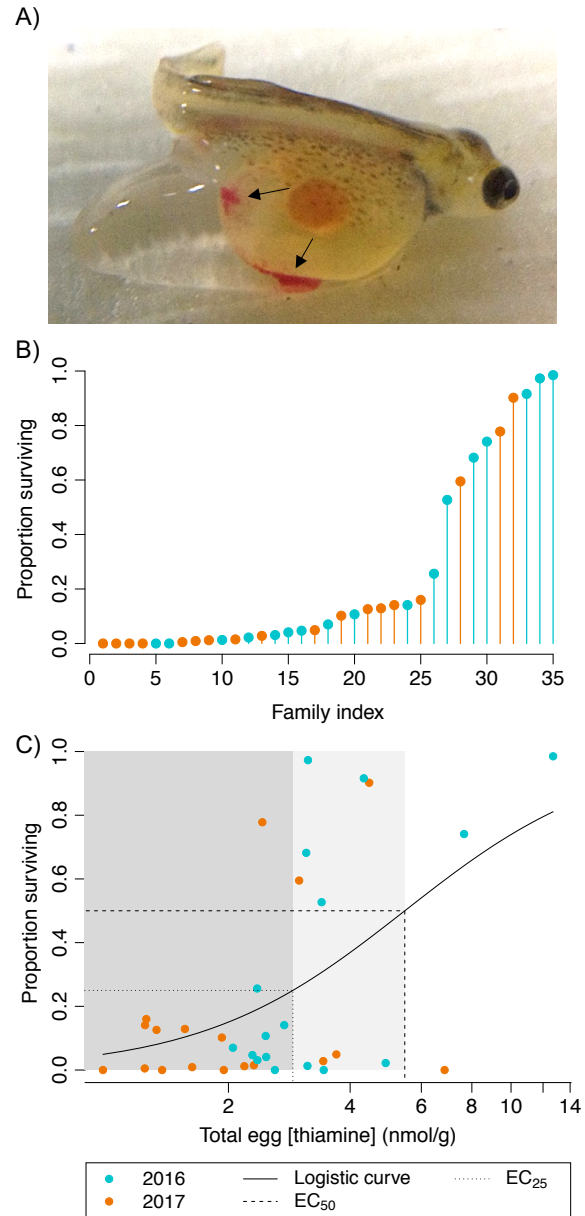 A)
B)
Proportion surviving
1.0
0.8
0.6
0.4
0.2
0.0
0 5 10 15 20 25 30 35
Family index
C)
Proportion surviving
1.0
0.8
0.6
0.4
0.2
0.0
2 4 6 8 10 12 14
Total egg [thiamine] (nmol/g)
2016 Logistic curve EC₂₅
2017 EC₅₀